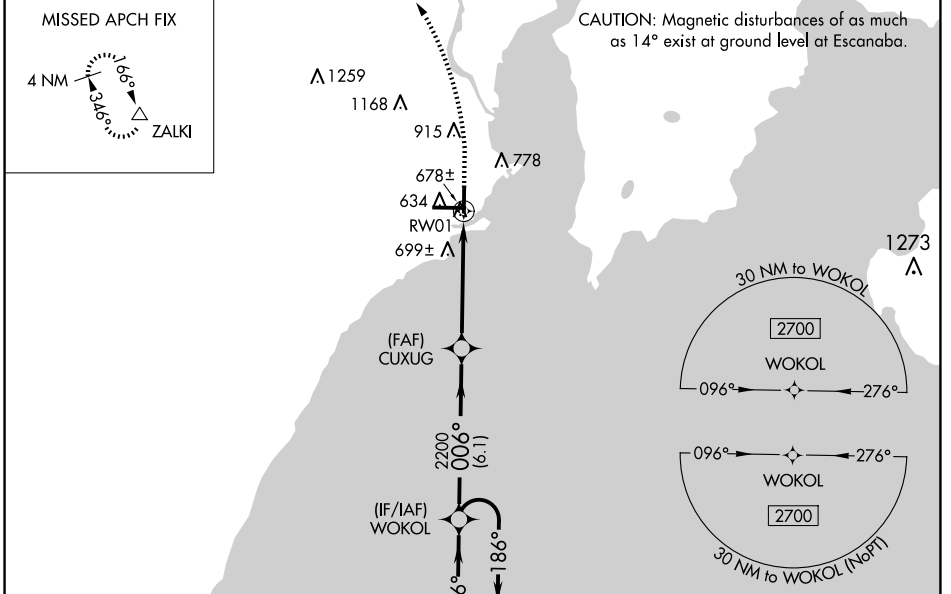 MISSED APCH FIX
4 NM
166°
346°
ZALKI
CAUTION: Magnetic disturbances of as much
as 14° exist at ground level at Escanaba.
1259
1168
915
778
678±
634
RW01
699±
1273
(FAF)
CUXUG
2200
006°
(6.1)
(IF/IAF)
WOKOL
186°
30 NM to WOKOL
2700
WOKOL
096°
276°
096°
276°
WOKOL
2700
30 NM to WOKOL (NoPT)